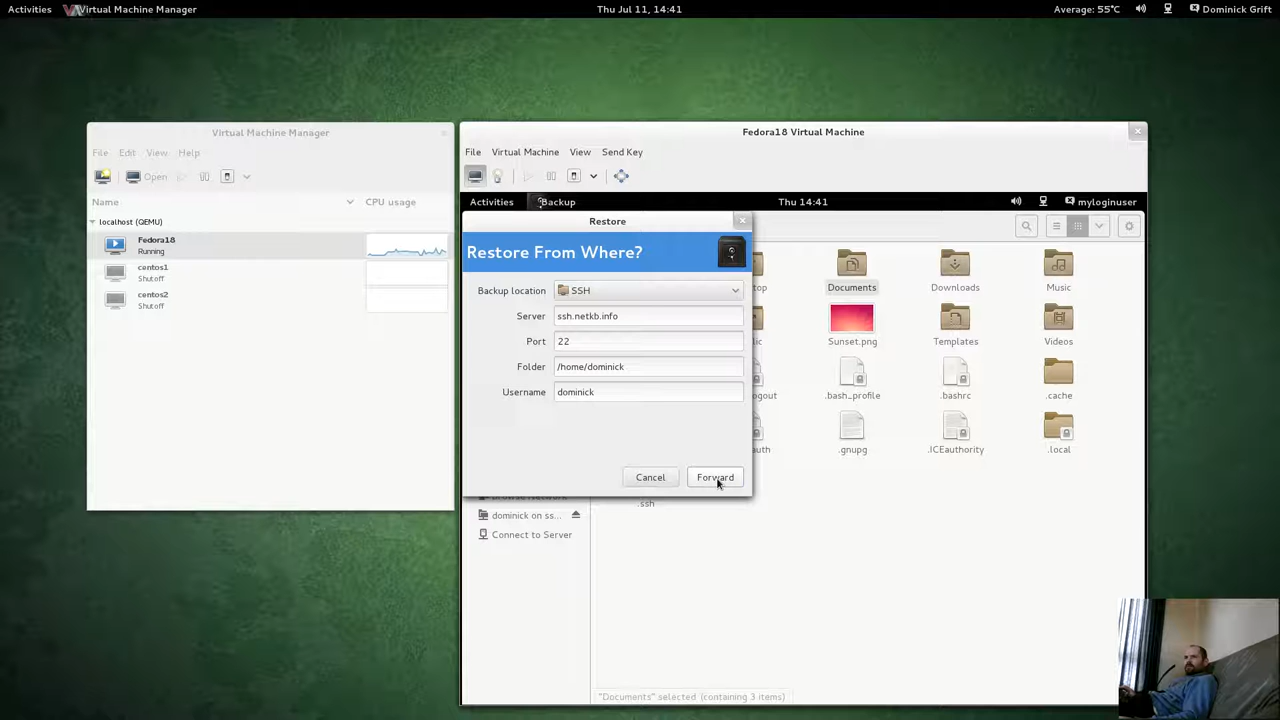 Activities
Virtual Machine Manager
Thu Jul 11, 14:41
Average: 55℃
Dominick Grift
Virtual Machine Manager
File Edit View Help
Open
Name CPU usage
localhost (QEMU)
Fedora18
Running
centos1
Shutoff
centos2
Shutoff
Fedora18 Virtual Machine
File Virtual Machine View Send Key
Activities
Backup
Thu 14:41
myloginuser
Restore
Restore From Where?
Backup location SSH
Server ssh.netkb.info
Port 22
Folder /home/dominick
Username dominick
Cancel Forward
Documents Downloads Music
Sunset.png Templates Videos
.bash_profile .bashrc .cache
.gnupg .ICEauthority .local
.ssh
Browse Network
dominick on ss...
Connect to Server
"Documents" selected (containing 3 items)